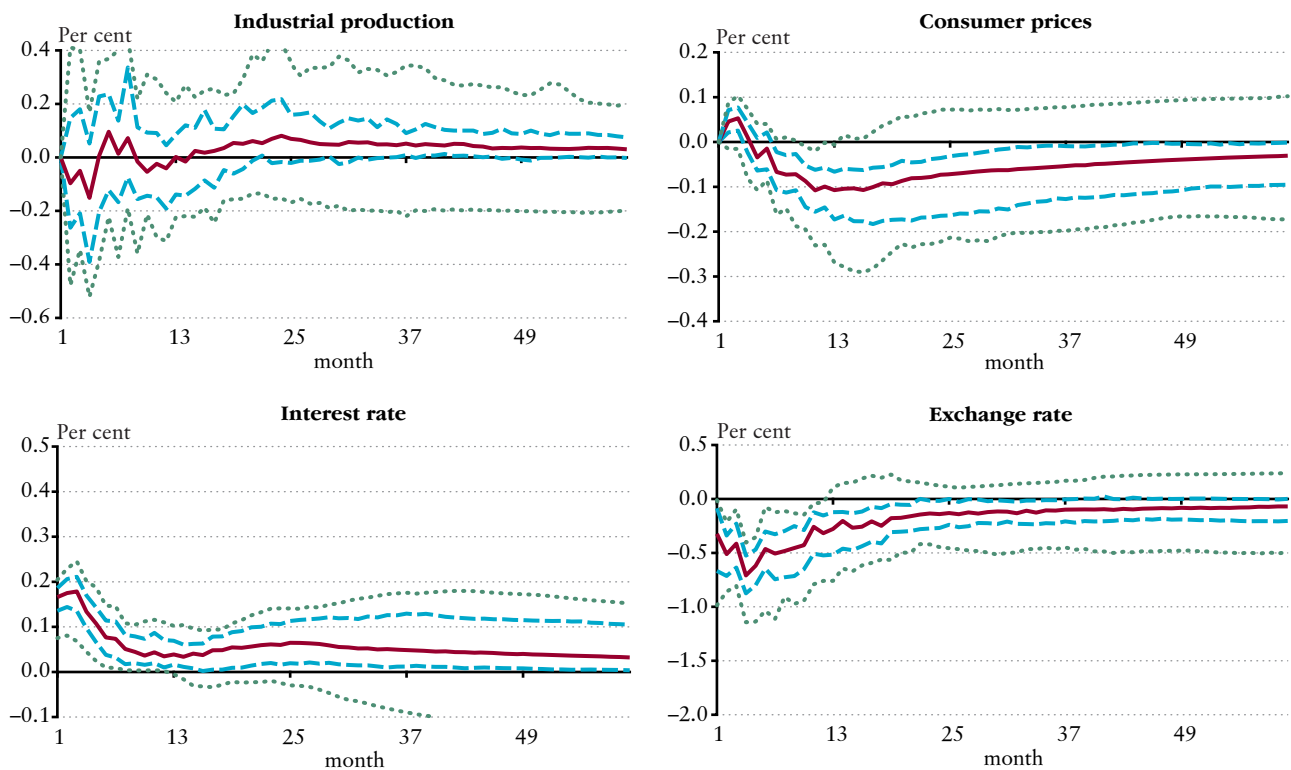 Industrial production
Per cent
0.4
0.2
0.0
–0.2
–0.4
–0.6
1 13 25 37 49
month
Consumer prices
Per cent
0.2
0.1
0.0
–0.1
–0.2
–0.3
–0.4
1 13 25 37 49
month
Interest rate
Per cent
0.5
0.4
0.3
0.2
0.1
0.0
–0.1
1 13 25 37 49
month
Exchange rate
Per cent
0.5
0.0
–0.5
–1.0
–1.5
–2.0
1 13 25 37 49
month